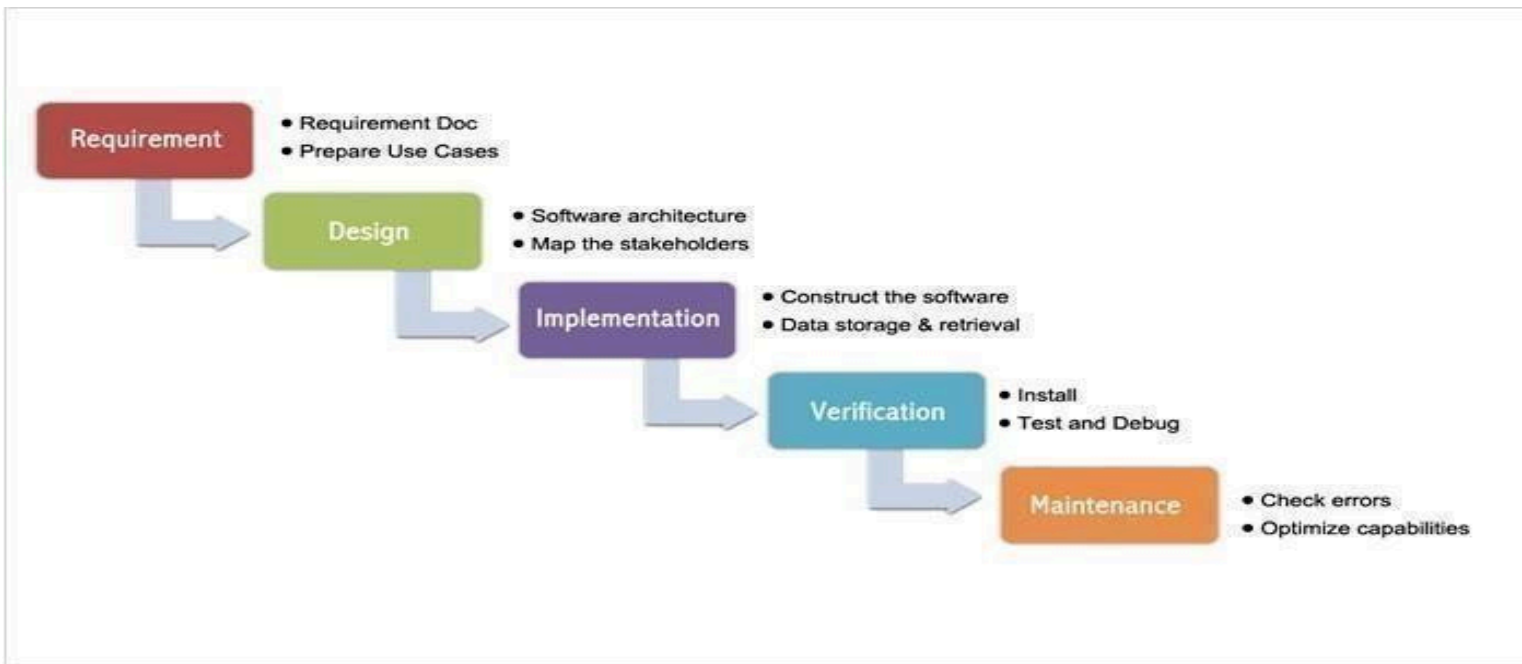 Requirement
• Requirement Doc
• Prepare Use Cases
Design
• Software architecture
• Map the stakeholders
Implementation
• Construct the software
• Data storage & retrieval
Verification
• Install
• Test and Debug
Maintenance
• Check errors
• Optimize capabilities